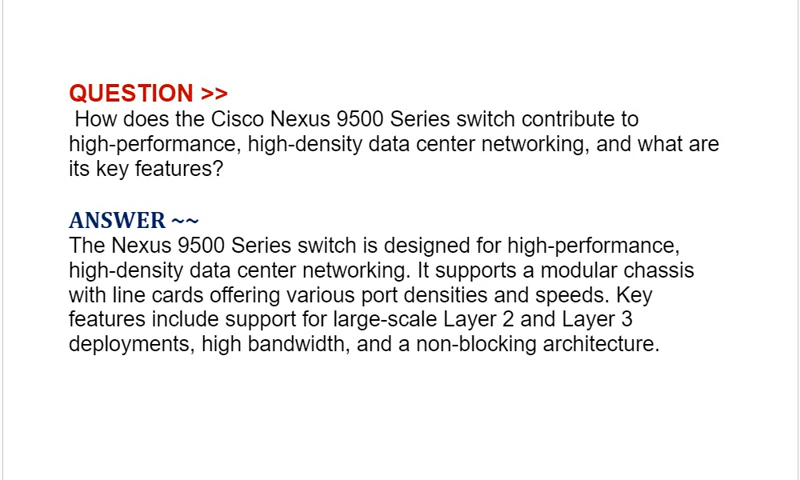 QUESTION >>
How does the Cisco Nexus 9500 Series switch contribute to
high-performance, high-density data center networking, and what are
its key features?
ANSWER ~~
The Nexus 9500 Series switch is designed for high-performance,
high-density data center networking. It supports a modular chassis
with line cards offering various port densities and speeds. Key
features include support for large-scale Layer 2 and Layer 3
deployments, high bandwidth, and a non-blocking architecture.